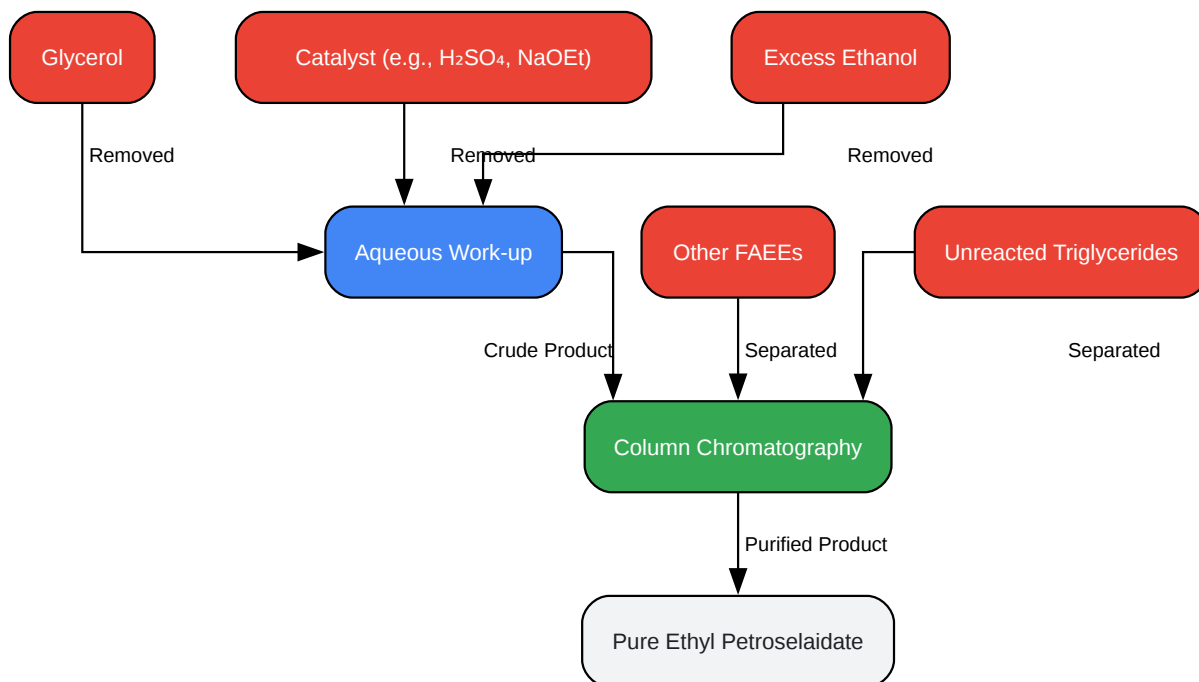 Glycerol
Catalyst (e.g., H₂SO₄, NaOEt)
Excess Ethanol
Removed
Removed
Removed
Aqueous Work-up
Other FAEEs
Unreacted Triglycerides
Crude Product
Separated
Separated
Column Chromatography
Purified Product
Pure Ethyl Petroselaidate